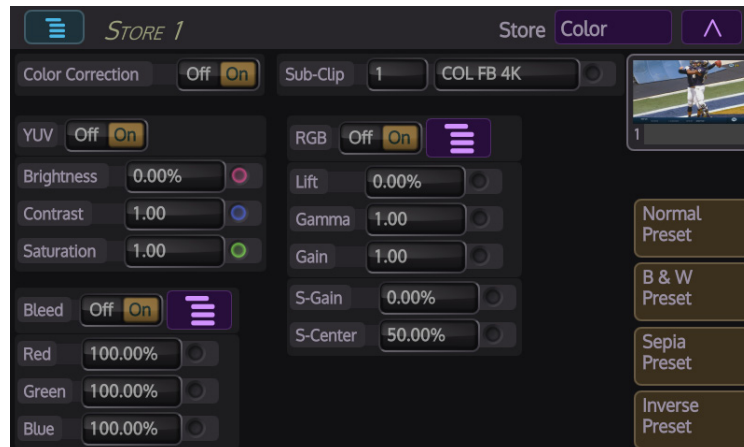 STORE 1
Store Color
Color Correction Off On
Sub-Clip 1 COL FB 4K
1
YUV Off On
Brightness 0.00%
Contrast 1.00
Saturation 1.00
Bleed Off On
Red 100.00%
Green 100.00%
Blue 100.00%
RGB Off On
Lift 0.00%
Gamma 1.00
Gain 1.00
S-Gain 0.00%
S-Center 50.00%
Normal
Preset
B & W
Preset
Sepia
Preset
Inverse
Preset